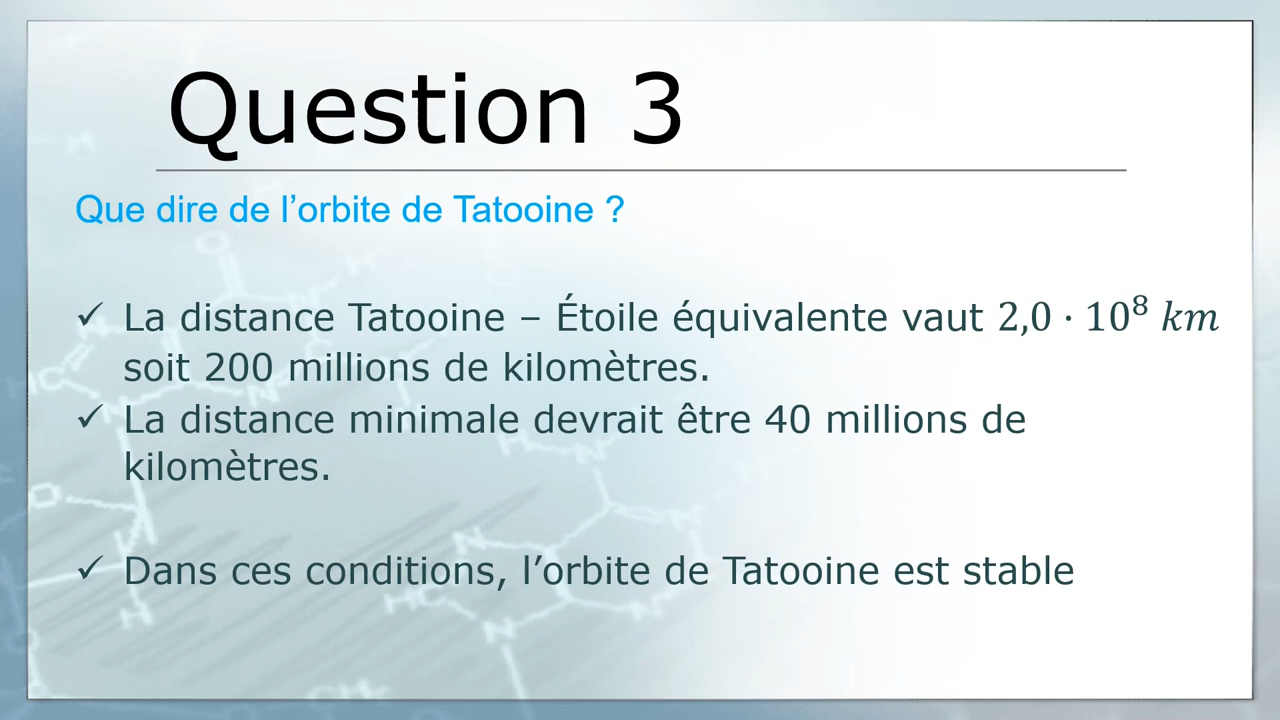 Question 3
Que dire de l’orbite de Tatooine ?
✓ La distance Tatooine – Étoile équivalente vaut 2,0 · 10⁸ km
soit 200 millions de kilomètres.
✓ La distance minimale devrait être 40 millions de
kilomètres.
✓ Dans ces conditions, l’orbite de Tatooine est stable